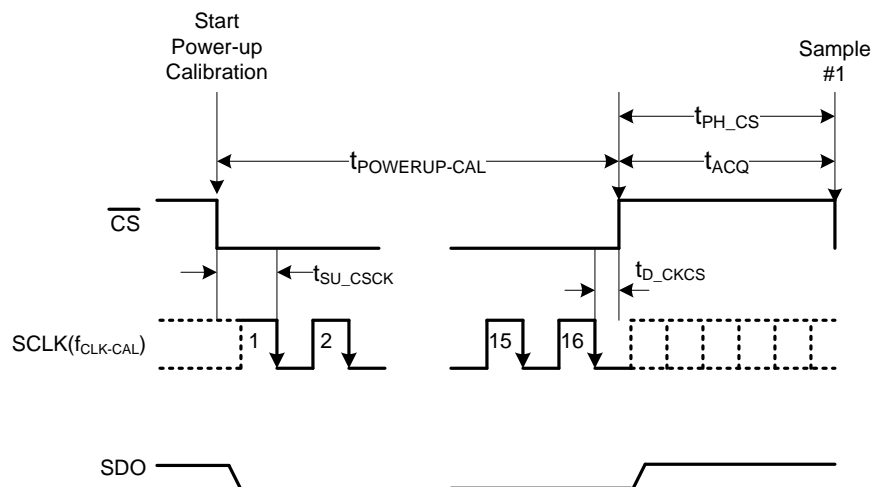 Start
Power-up
Calibration
Sample
#1
tPH_CS
tPOWERUP-CAL
tACQ
CS
tSU_CSCK
tD_CKCS
SCLK(fCLK-CAL)
1
2
15
16
SDO